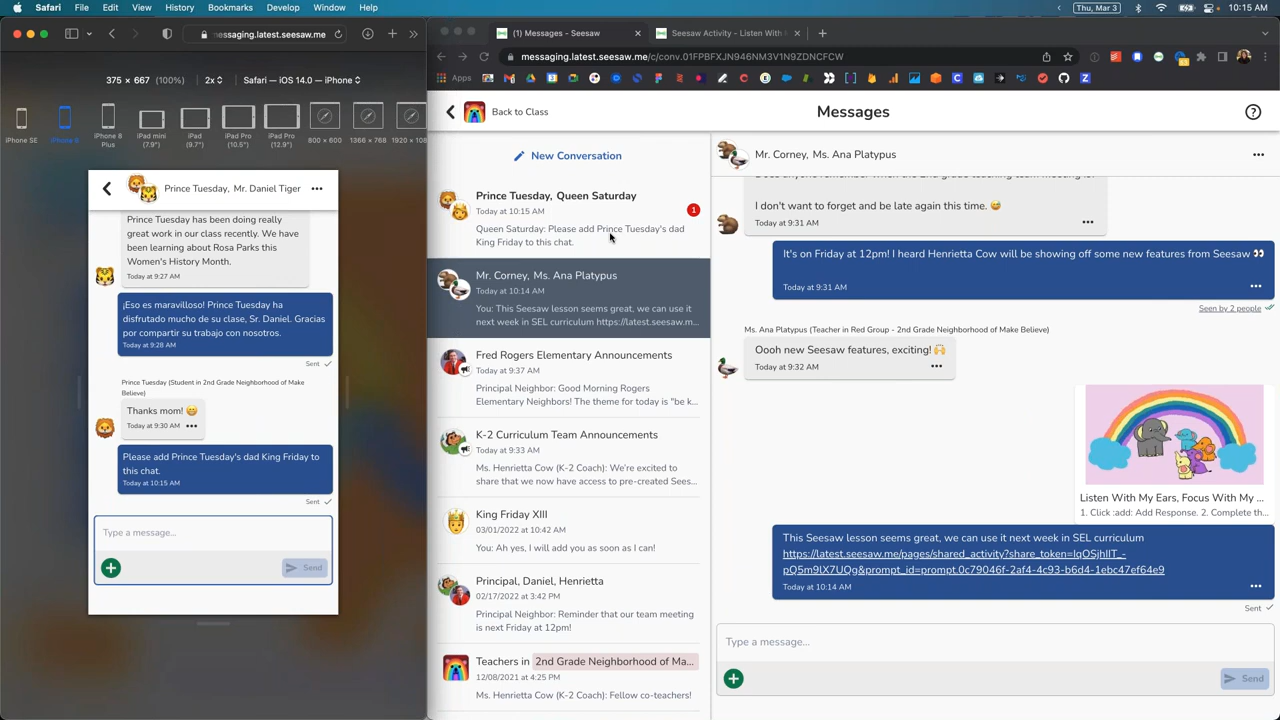 Safari File Edit View History Bookmarks Develop Window Help
Thu, Mar 3 10:15 AM
messaging.latest.seesaw.me
375 × 667 (100%) 2x Safari — iOS 14.0 — iPhone
iPhone SE
iPhone 8
iPhone 8 Plus
iPad mini (7.9")
iPad (9.7")
iPad Pro (10.5")
iPad Pro (12.9")
800 × 600
1366 × 768
1920 × 108
Prince Tuesday, Mr. Daniel Tiger
Prince Tuesday has been doing really
great work in our class recently. We have
been learning about Rosa Parks this
Women's History Month.
Today at 9:27 AM
¡Eso es maravilloso! Prince Tuesday ha
disfrutado mucho de su clase, Sr. Daniel. Gracias
por compartir su trabajo con nosotros.
Today at 9:28 AM
Sent
Prince Tuesday (Student in 2nd Grade Neighborhood of Make
Believe)
Thanks mom! 😄
Today at 9:30 AM
Please add Prince Tuesday's dad King Friday to
this chat.
Today at 10:15 AM
Sent
Type a message...
Send
(1) Messages - Seesaw
Seesaw Activity - Listen With M
messaging.latest.seesaw.me/c/conv.01FPBFXJN946NM3V1N9ZDNCFCW
Apps
Back to Class
Messages
New Conversation
Prince Tuesday, Queen Saturday
Today at 10:15 AM
1
Queen Saturday: Please add Prince Tuesday's dad
King Friday to this chat.
Mr. Corney, Ms. Ana Platypus
Today at 10:14 AM
You: This Seesaw lesson seems great, we can use it
next week in SEL curriculum https://latest.seesaw.m...
Fred Rogers Elementary Announcements
Today at 9:37 AM
Principal Neighbor: Good Morning Rogers
Elementary Neighbors! The theme for today is "be k...
K-2 Curriculum Team Announcements
Today at 9:33 AM
Ms. Henrietta Cow (K-2 Coach): We're excited to
share that we now have access to pre-created Sees...
King Friday XIII
03/01/2022 at 10:42 AM
You: Ah yes, I will add you as soon as I can!
Principal, Daniel, Henrietta
02/17/2022 at 3:42 PM
Principal Neighbor: Reminder that our team meeting
is next Friday at 12pm!
Teachers in 2nd Grade Neighborhood of Ma...
12/08/2021 at 4:25 PM
Ms. Henrietta Cow (K-2 Coach): Fellow co-teachers!
Mr. Corney, Ms. Ana Platypus
Does anyone remember when the 2nd grade teaching team meeting is?
I don't want to forget and be late again this time. 😅
Today at 9:31 AM
It's on Friday at 12pm! I heard Henrietta Cow will be showing off some new features from Seesaw 👀
Today at 9:31 AM
Seen by 2 people
Ms. Ana Platypus (Teacher in Red Group - 2nd Grade Neighborhood of Make Believe)
Oooh new Seesaw features, exciting! 🙌
Today at 9:32 AM
Listen With My Ears, Focus With My ...
1. Click :add: Add Response. 2. Complete th...
This Seesaw lesson seems great, we can use it next week in SEL curriculum
https://latest.seesaw.me/pages/shared_activity?share_token=IqOSjhIIT_-
pQ5m9lX7UQg&prompt_id=prompt.0c79046f-2af4-4c93-b6d4-1ebc47ef64e9
Today at 10:14 AM
Sent
Type a message...
Send